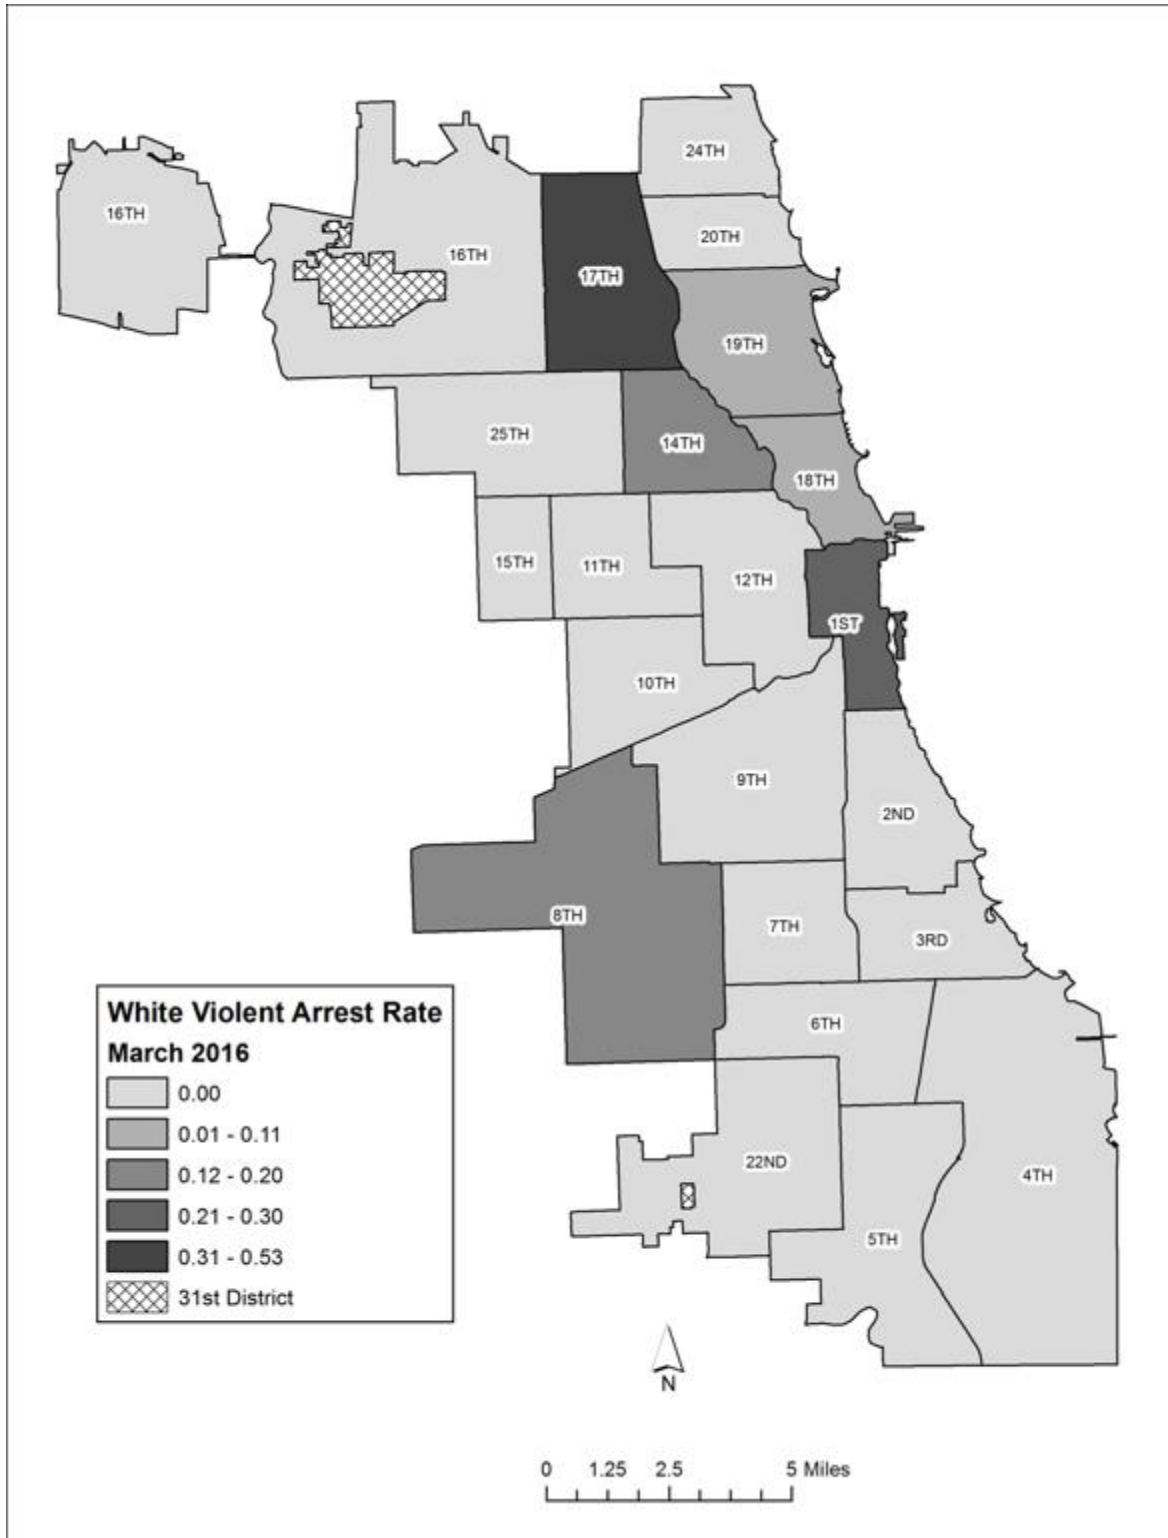 24TH
16TH
20TH
16TH
17TH
19TH
25TH
14TH
18TH
15TH
11TH
12TH
1ST
10TH
9TH
2ND
8TH
7TH
3RD
6TH
22ND
4TH
5TH
White Violent Arrest Rate
March 2016
0.00
0.01 - 0.11
0.12 - 0.20
0.21 - 0.30
0.31 - 0.53
31st District
N
0 1.25 2.5 5 Miles